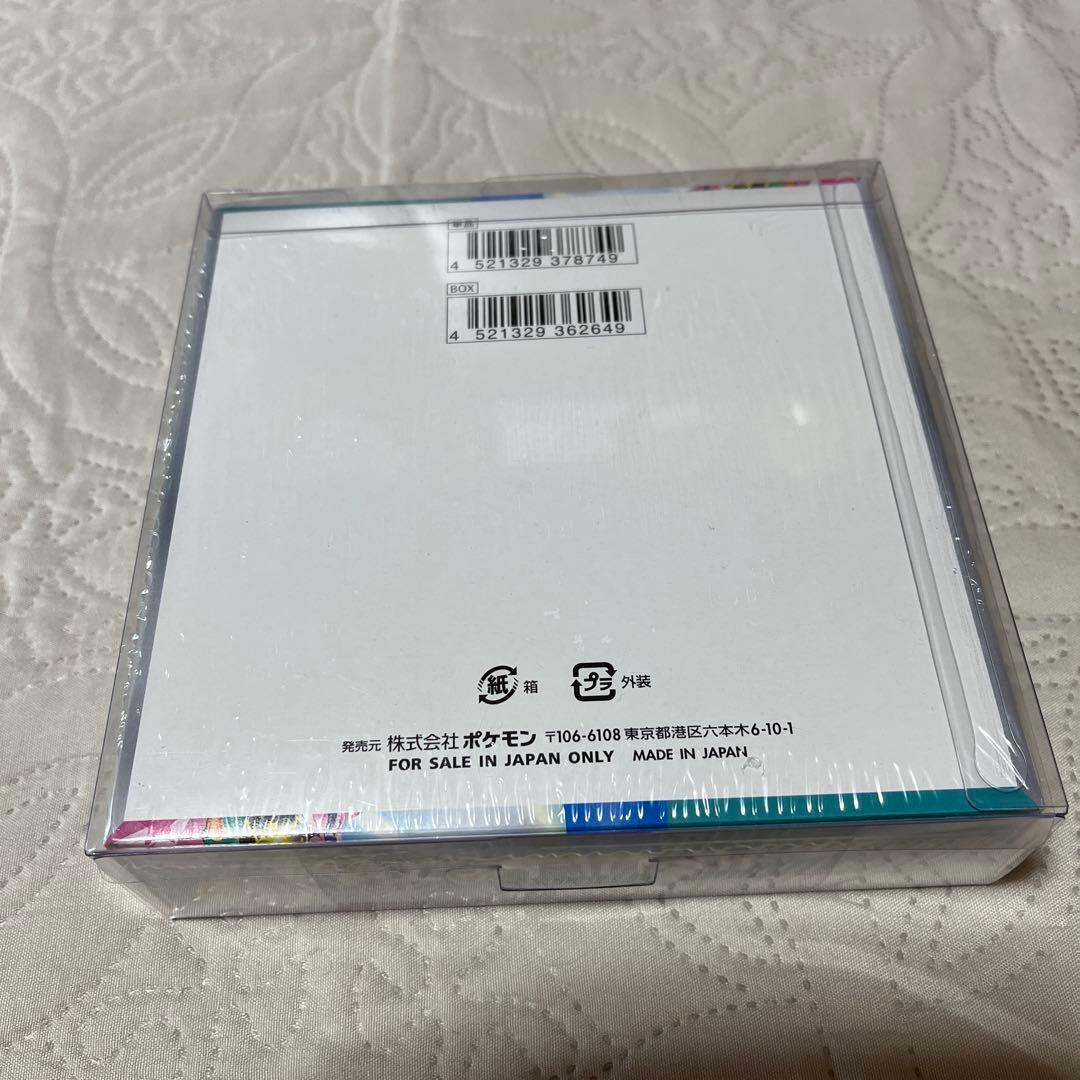 単品
4 521329 378749
BOX
4 521329 362649
紙 箱 プラ 外装
発売元 株式会社ポケモン 〒106-6108 東京都港区六本木6-10-1
FOR SALE IN JAPAN ONLY MADE IN JAPAN